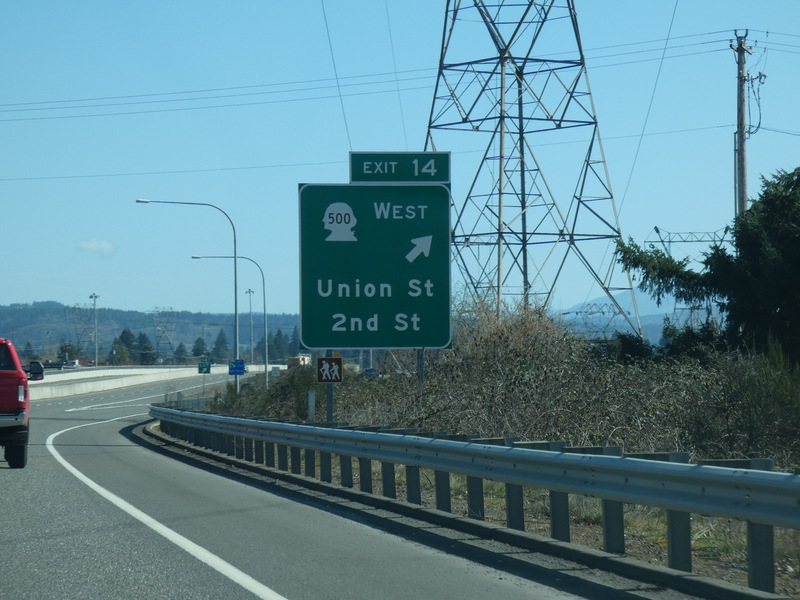 EXIT 14
500 WEST
Union St
2nd St